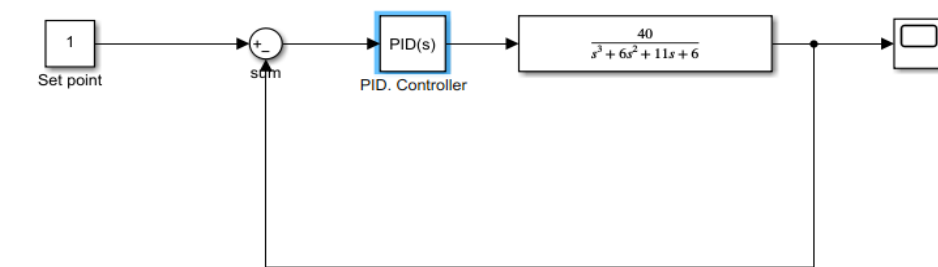 1
Set point
+
−
sum
PID(s)
PID. Controller
40
s³ + 6s² + 11s + 6